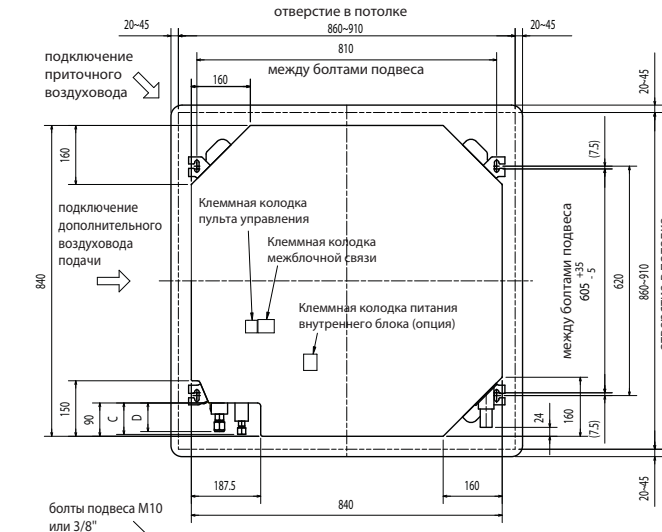 отверстие в потолке
20~45
860~910
20~45
810
между болтами подвеса
подключение
приточного
воздуховода
160
20~45
160
(7.5)
подключение
дополнительного
воздуховода
подачи
Клеммная колодка
пульта управления
Клеммная колодка
межблочной связи
Клеммная колодка питания
внутреннего блока (опция)
840
между болтами подвеса
605 +35 - 5
620
860~910
150
90
C
D
24
160
(7.5)
187.5
160
840
20~45
болты подвеса М10
или 3/8"